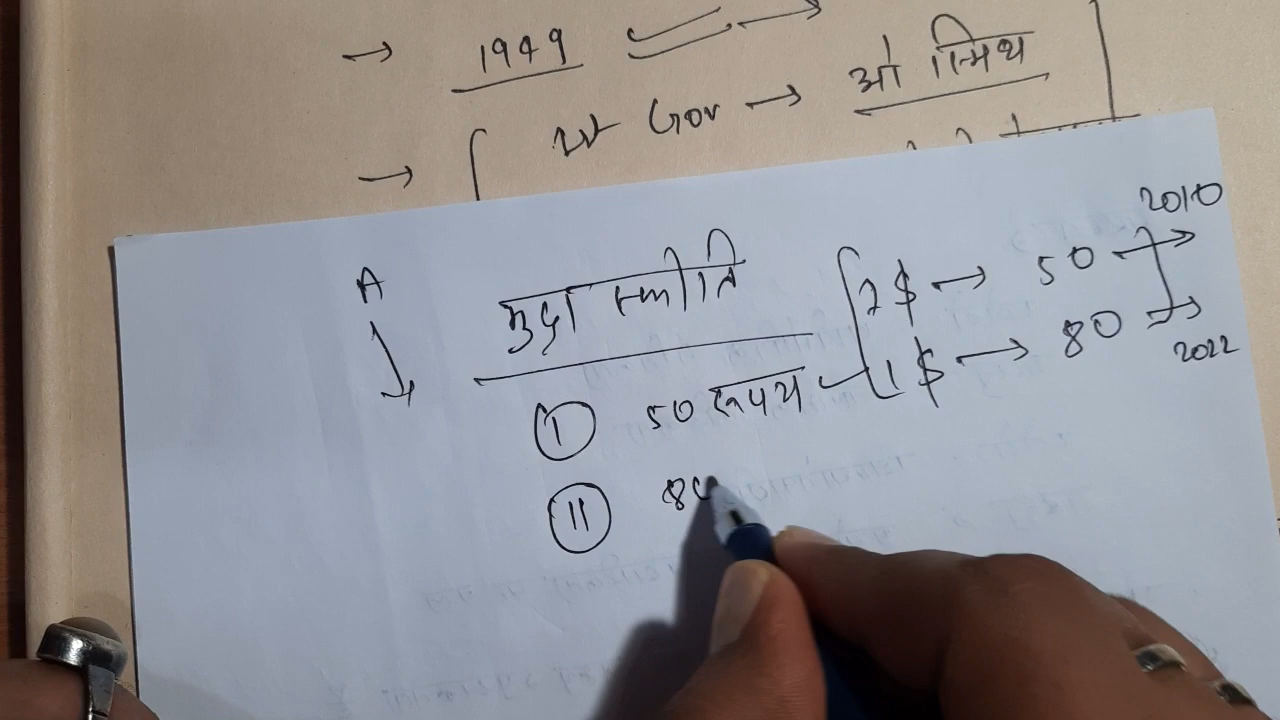 → 1949 →
→ 1st Gov → ओ स्मिथ
A मुद्रा स्फीति
1$ → 50 → 2010
1$ → 80 → 2022
I 50 रूपये
II 80